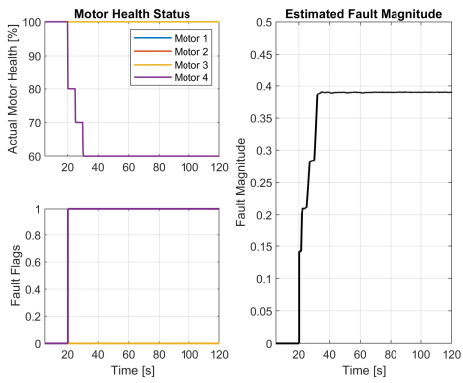 Motor Health Status
Actual Motor Health [%]
100
90
80
70
60
20 40 60 80 100 120
Motor 1
Motor 2
Motor 3
Motor 4
Fault Flags
1
0.8
0.6
0.4
0.2
0
20 40 60 80 100 120
Time [s]
Estimated Fault Magnitude
Fault Magnitude
0.5
0.45
0.4
0.35
0.3
0.25
0.2
0.15
0.1
0.05
0
20 40 60 80 100 120
Time [s]